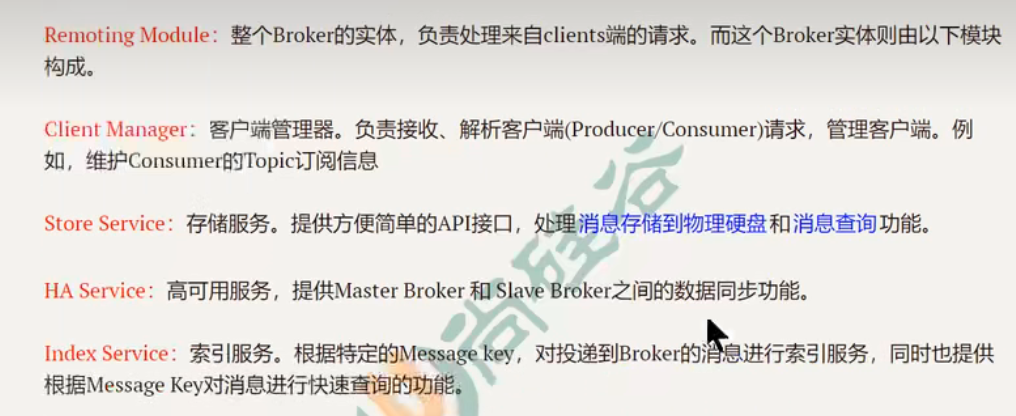 Remoting Module：整个Broker的实体，负责处理来自clients端的请求。而这个Broker实体则由以下模块
构成。
Client Manager：客户端管理器。负责接收、解析客户端(Producer/Consumer)请求，管理客户端。例
如，维护Consumer的Topic订阅信息
Store Service：存储服务。提供方便简单的API接口，处理消息存储到物理硬盘和消息查询功能。
HA Service：高可用服务，提供Master Broker 和 Slave Broker之间的数据同步功能。
Index Service：索引服务。根据特定的Message key，对投递到Broker的消息进行索引服务，同时也提供
根据Message Key对消息进行快速查询的功能。
尚硅谷